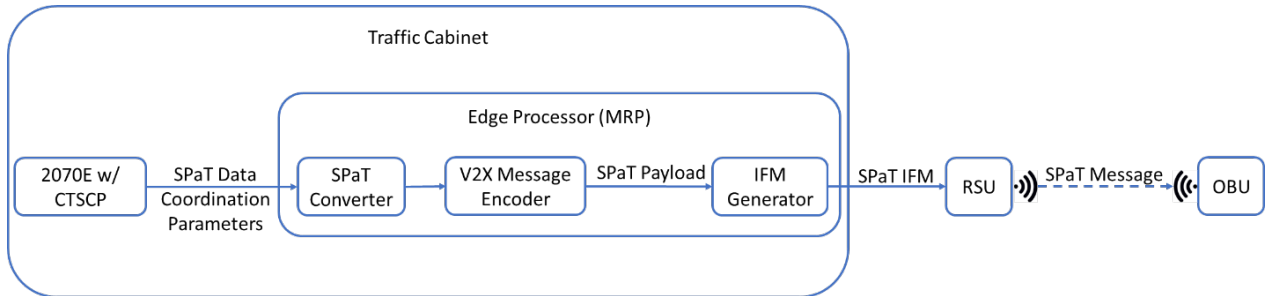 Traffic Cabinet
Edge Processor (MRP)
2070E w/
CTSCP
SPaT Data
Coordination
Parameters
SPaT
Converter
V2X Message
Encoder
SPaT Payload
IFM
Generator
SPaT IFM
RSU
SPaT Message
OBU